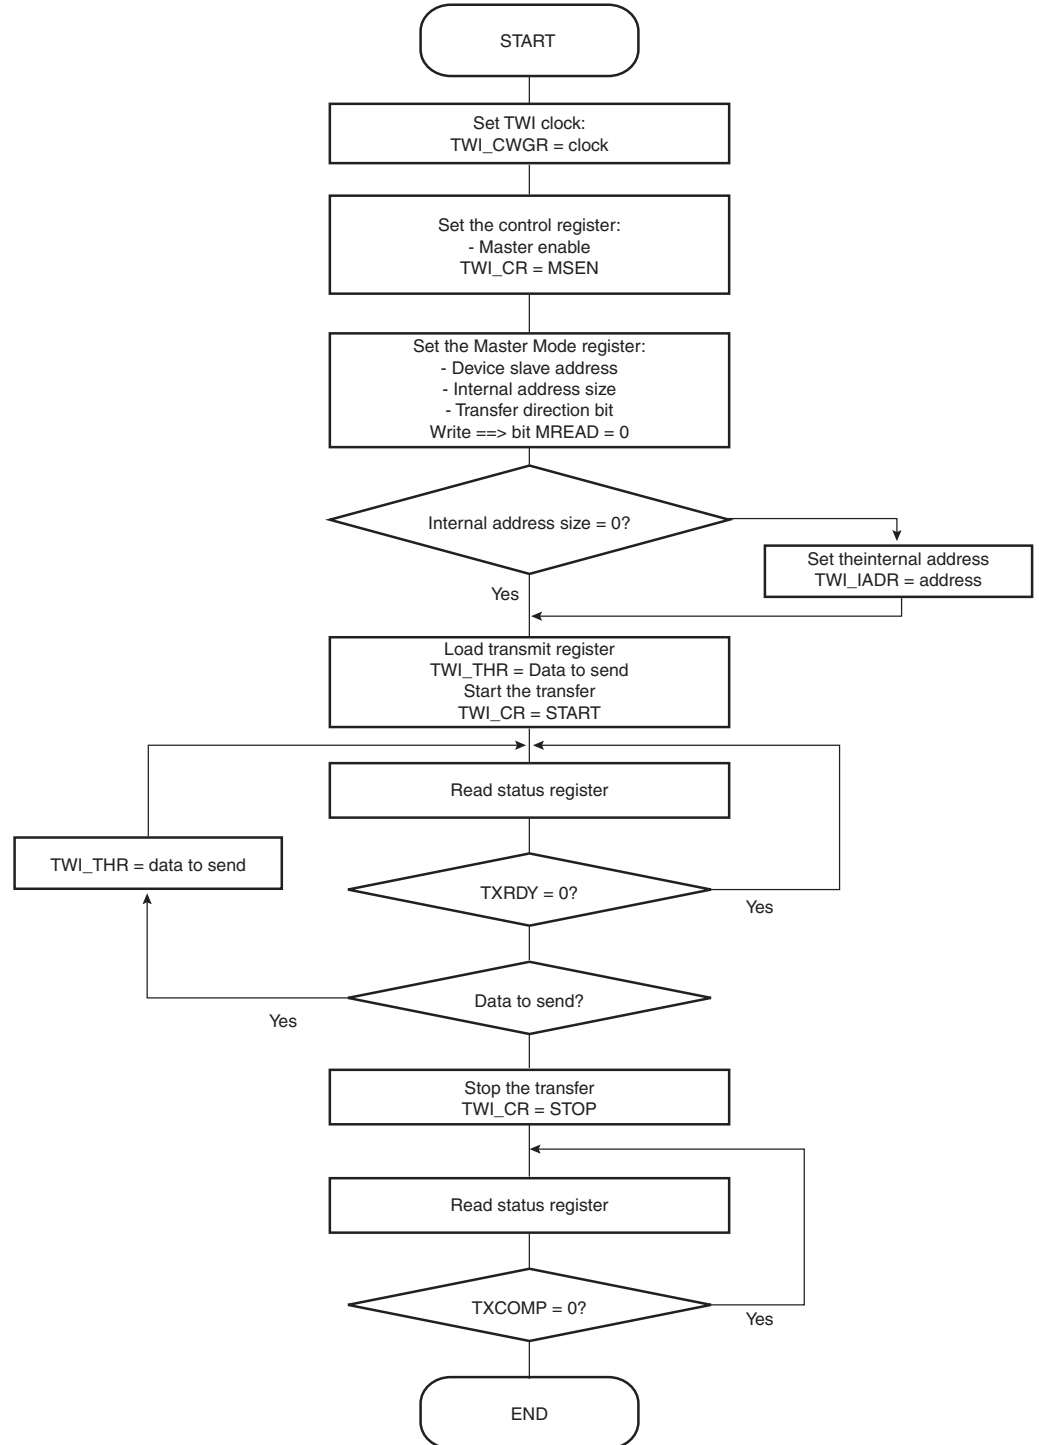 START
Set TWI clock:
TWI_CWGR = clock
Set the control register:
- Master enable
TWI_CR = MSEN
Set the Master Mode register:
- Device slave address
- Internal address size
- Transfer direction bit
Write ==> bit MREAD = 0
Internal address size = 0?
Set theinternal address
TWI_IADR = address
Yes
Load transmit register
TWI_THR = Data to send
Start the transfer
TWI_CR = START
Read status register
TWI_THR = data to send
TXRDY = 0?
Yes
Data to send?
Yes
Stop the transfer
TWI_CR = STOP
Read status register
TXCOMP = 0?
Yes
END